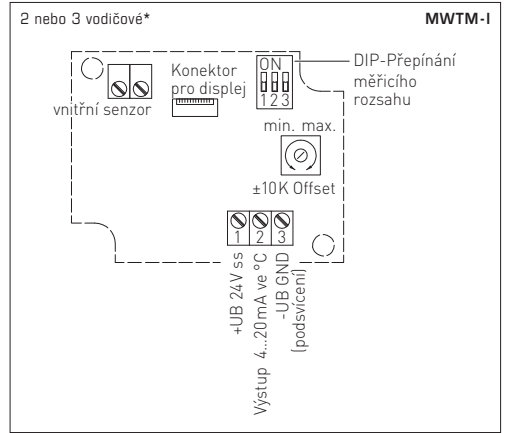 2 nebo 3 vodičové* MWTM-I
ON
1 2 3
DIP-Přepínání
měřicího
rozsahu
Konektor
pro displej
vnitřní senzor
min. max.
±10K Offset
1 2 3
+UB 24V ss
Výstup 4...20mA ve °C
-UB GND
(podsvícení)